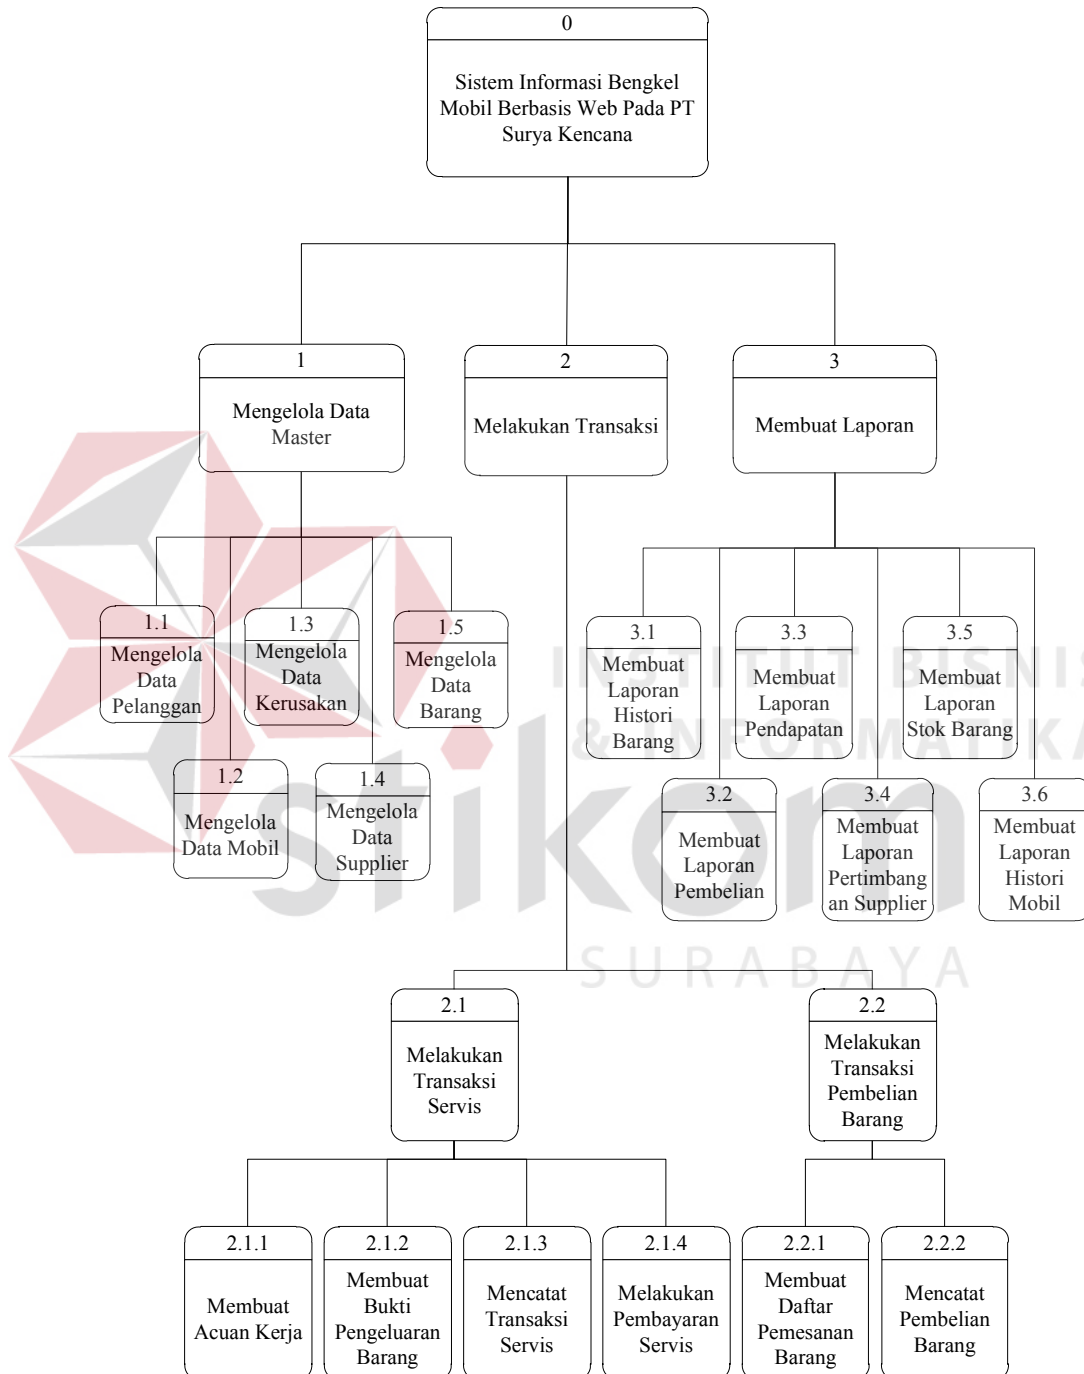 0
Sistem Informasi Bengkel
Mobil Berbasis Web Pada PT
Surya Kencana
1
Mengelola Data
Master
2
Melakukan Transaksi
3
Membuat Laporan
1.1
Mengelola
Data
Pelanggan
1.3
Mengelola
Data
Kerusakan
1.5
Mengelola
Data
Barang
1.2
Mengelola
Data Mobil
1.4
Mengelola
Data
Supplier
3.1
Membuat
Laporan
Histori
Barang
3.3
Membuat
Laporan
Pendapatan
3.5
Membuat
Laporan
Stok Barang
3.2
Membuat
Laporan
Pembelian
3.4
Membuat
Laporan
Pertimbang
an Supplier
3.6
Membuat
Laporan
Histori
Mobil
INSTITUT BISNIS
& INFORMATIKA
stikom
SURABAYA
2.1
Melakukan
Transaksi
Servis
2.2
Melakukan
Transaksi
Pembelian
Barang
2.1.1
Membuat
Acuan Kerja
2.1.2
Membuat
Bukti
Pengeluaran
Barang
2.1.3
Mencatat
Transaksi
Servis
2.1.4
Melakukan
Pembayaran
Servis
2.2.1
Membuat
Daftar
Pemesanan
Barang
2.2.2
Mencatat
Pembelian
Barang